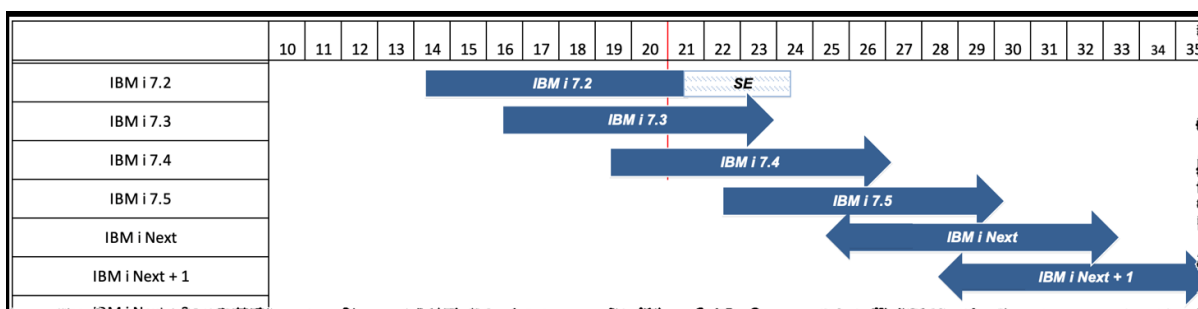 10 11 12 13 14 15 16 17 18 19 20 21 22 23 24 25 26 27 28 29 30 31 32 33 34 35
IBM i 7.2 IBM i 7.2 SE
IBM i 7.3 IBM i 7.3
IBM i 7.4 IBM i 7.4
IBM i 7.5 IBM i 7.5
IBM i Next IBM i Next
IBM i Next + 1 IBM i Next + 1